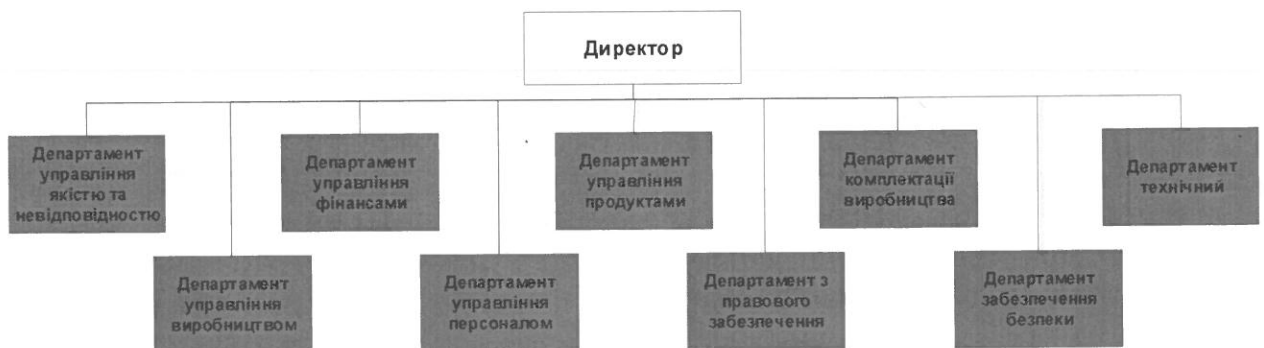 Директор
Департамент
управління
якістю та
невідповідностю
Департамент
управління
фінансами
Департамент
управління
продуктами
Департамент
комплектації
виробництва
Департамент
технічний
Департамент
управління
виробництвом
Департамент
управління
персоналом
Департамент з
правового
забезпечення
Департамент
забезпечення
безпеки